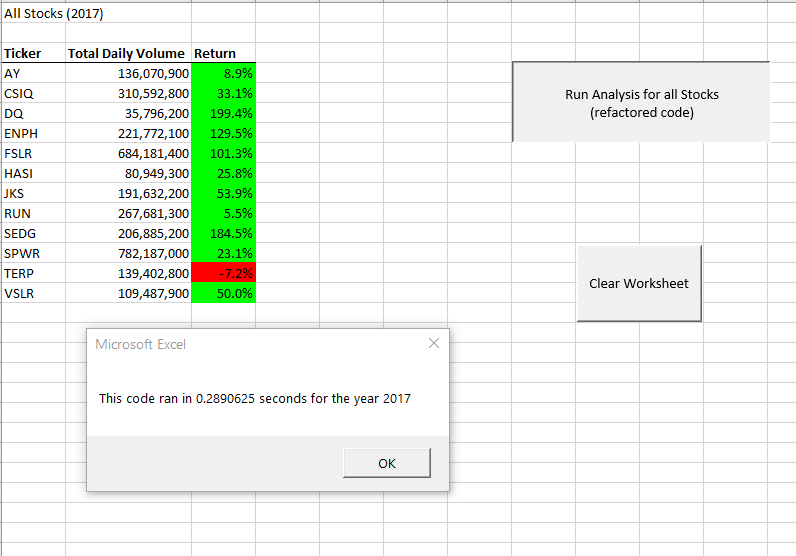 All Stocks (2017)
Ticker Total Daily Volume Return
AY 136,070,900 8.9%
CSIQ 310,592,800 33.1%
DQ 35,796,200 199.4%
ENPH 221,772,100 129.5%
FSLR 684,181,400 101.3%
HASI 80,949,300 25.8%
JKS 191,632,200 53.9%
RUN 267,681,300 5.5%
SEDG 206,885,200 184.5%
SPWR 782,187,000 23.1%
TERP 139,402,800 -7.2%
VSLR 109,487,900 50.0%
Run Analysis for all Stocks
(refactored code)
Clear Worksheet
Microsoft Excel
This code ran in 0.2890625 seconds for the year 2017
OK